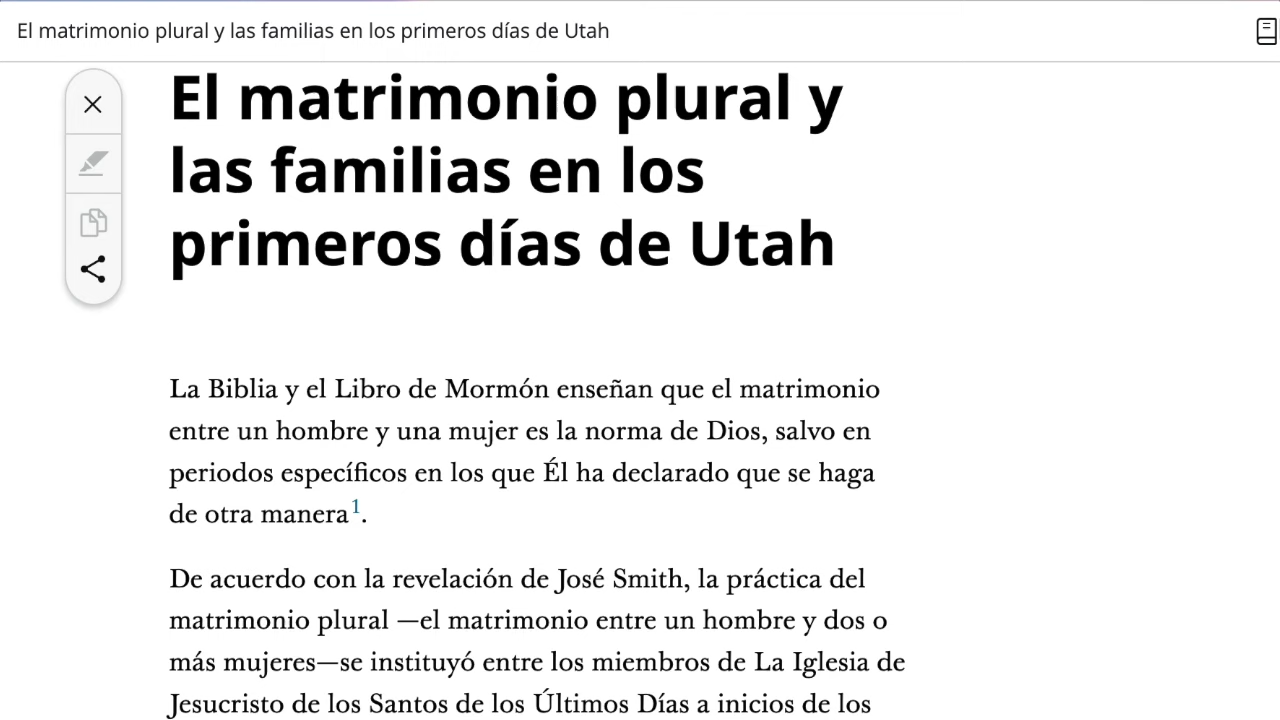 El matrimonio plural y las familias en los primeros días de Utah
El matrimonio plural y
las familias en los
primeros días de Utah
La Biblia y el Libro de Mormón enseñan que el matrimonio
entre un hombre y una mujer es la norma de Dios, salvo en
periodos específicos en los que Él ha declarado que se haga
de otra manera1.
De acuerdo con la revelación de José Smith, la práctica del
matrimonio plural —el matrimonio entre un hombre y dos o
más mujeres—se instituyó entre los miembros de La Iglesia de
Jesucristo de los Santos de los Últimos Días a inicios de los